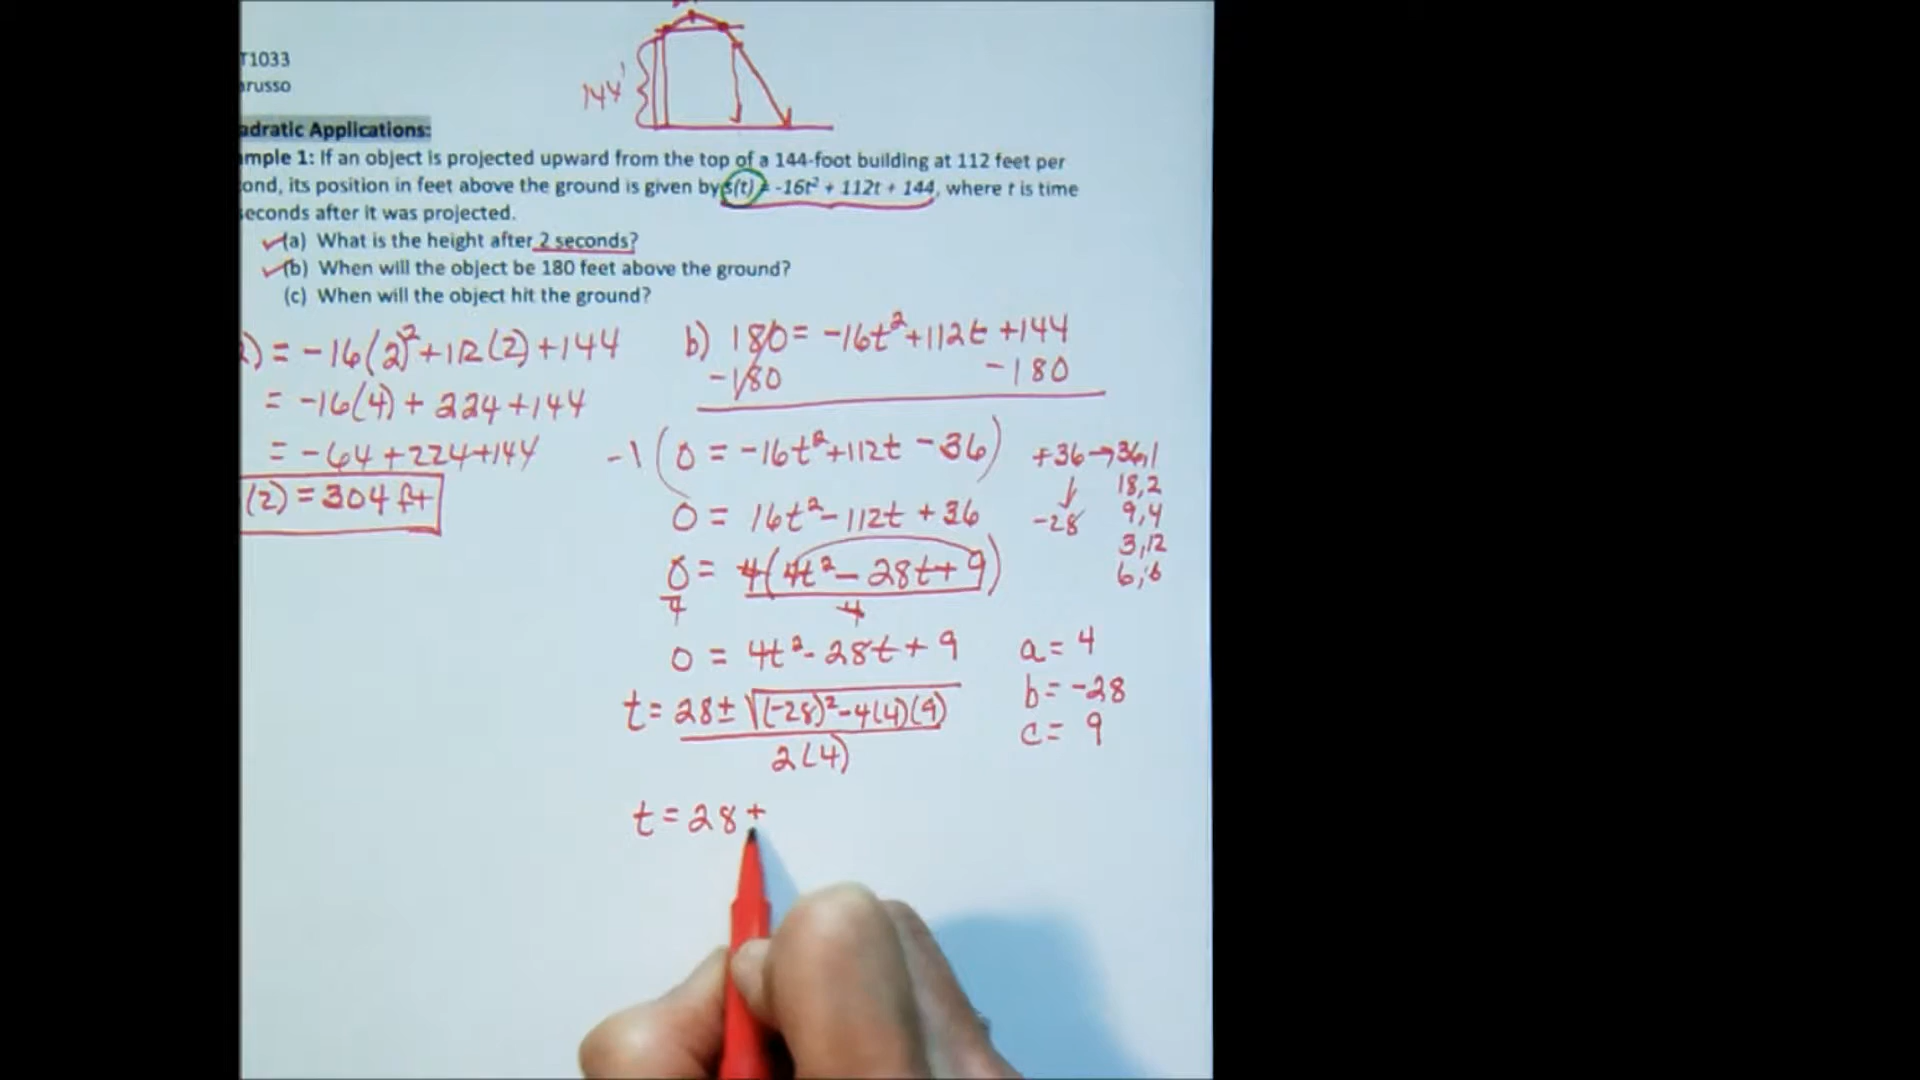 T1033
arusso
144'
adratic Applications:
mple 1: If an object is projected upward from the top of a 144-foot building at 112 feet per
ond, its position in feet above the ground is given by s(t) = -16t² + 112t + 144, where t is time
seconds after it was projected.
(a) What is the height after 2 seconds?
(b) When will the object be 180 feet above the ground?
(c) When will the object hit the ground?
) = -16(2)²+112(2)+144
= -16(4) + 224+144
= -64+224+144
(2) = 304 ft
b) 180 = -16t²+112t +144
-180 -180
-1(0 = -16t²+112t -36)
0 = 16t²-112t + 36
0 = 4(4t² - 28t + 9)
4 4
0 = 4t² - 28t + 9
t = 28 ± √(-28)²-4(4)(9)
2(4)
t = 28 +
+36 → 36,1
18,2
-28 9,4
3,12
6,6
a = 4
b = -28
c = 9